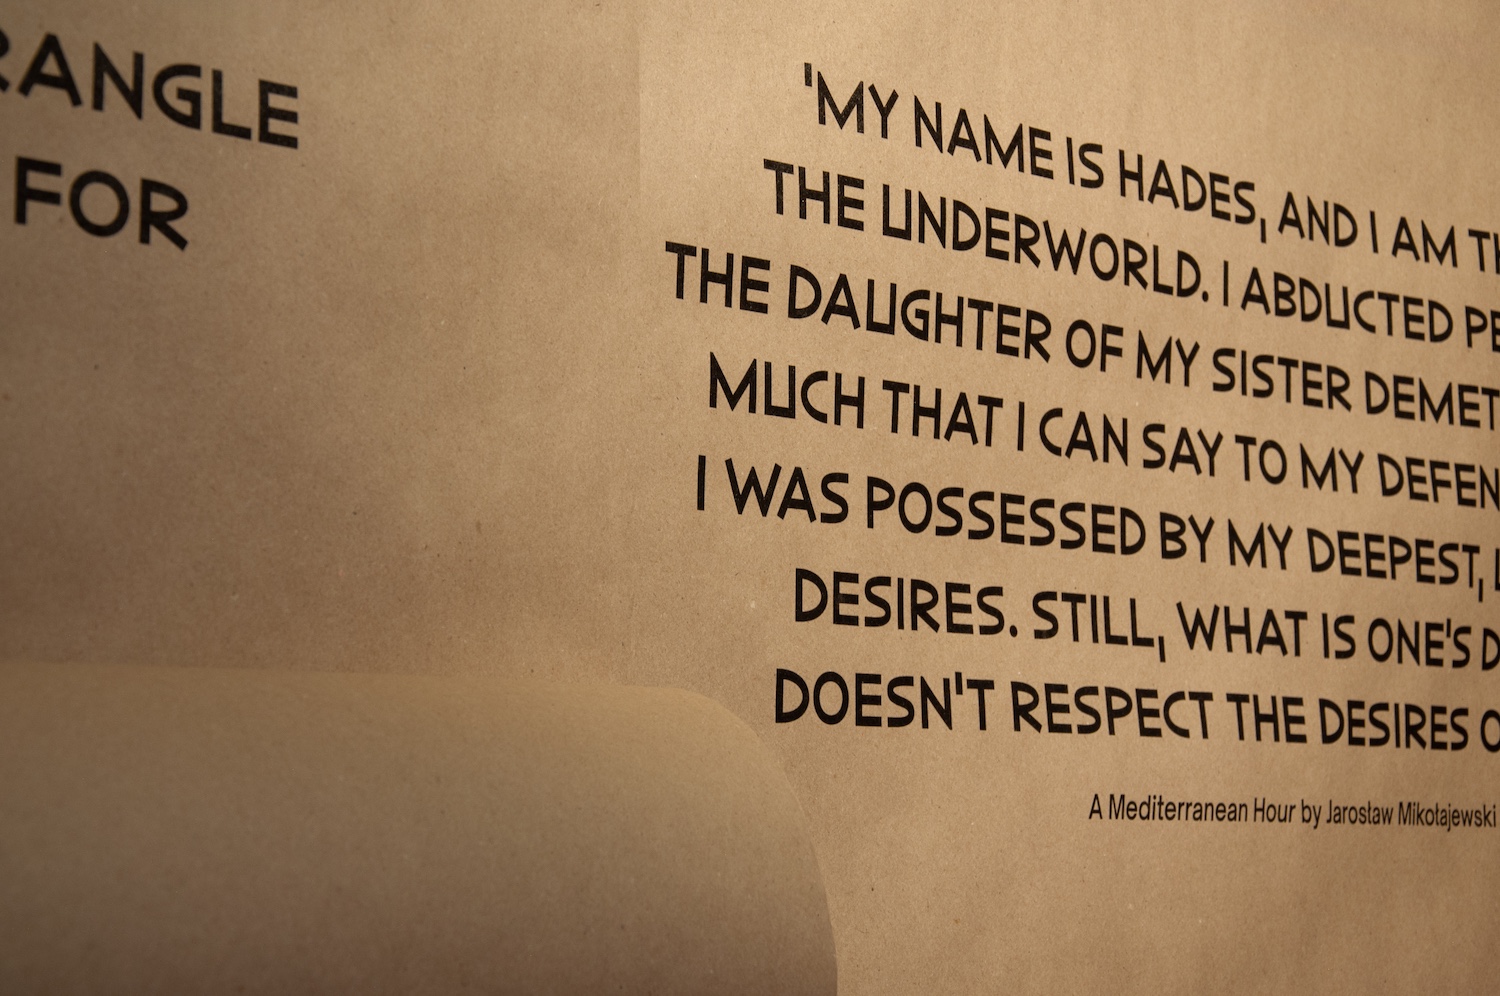 RANGLE
FOR
'MY NAME IS HADES, AND I AM
THE UNDERWORLD. I ABDUCTED
THE DAUGHTER OF MY SISTER
MUCH THAT I CAN SAY TO MY
I WAS POSSESSED BY MY DEEPEST,
DESIRES. STILL, WHAT IS ONE'S
DOESN'T RESPECT THE DESIRES
A Mediterranean Hour by Jarosław Mikołajewski